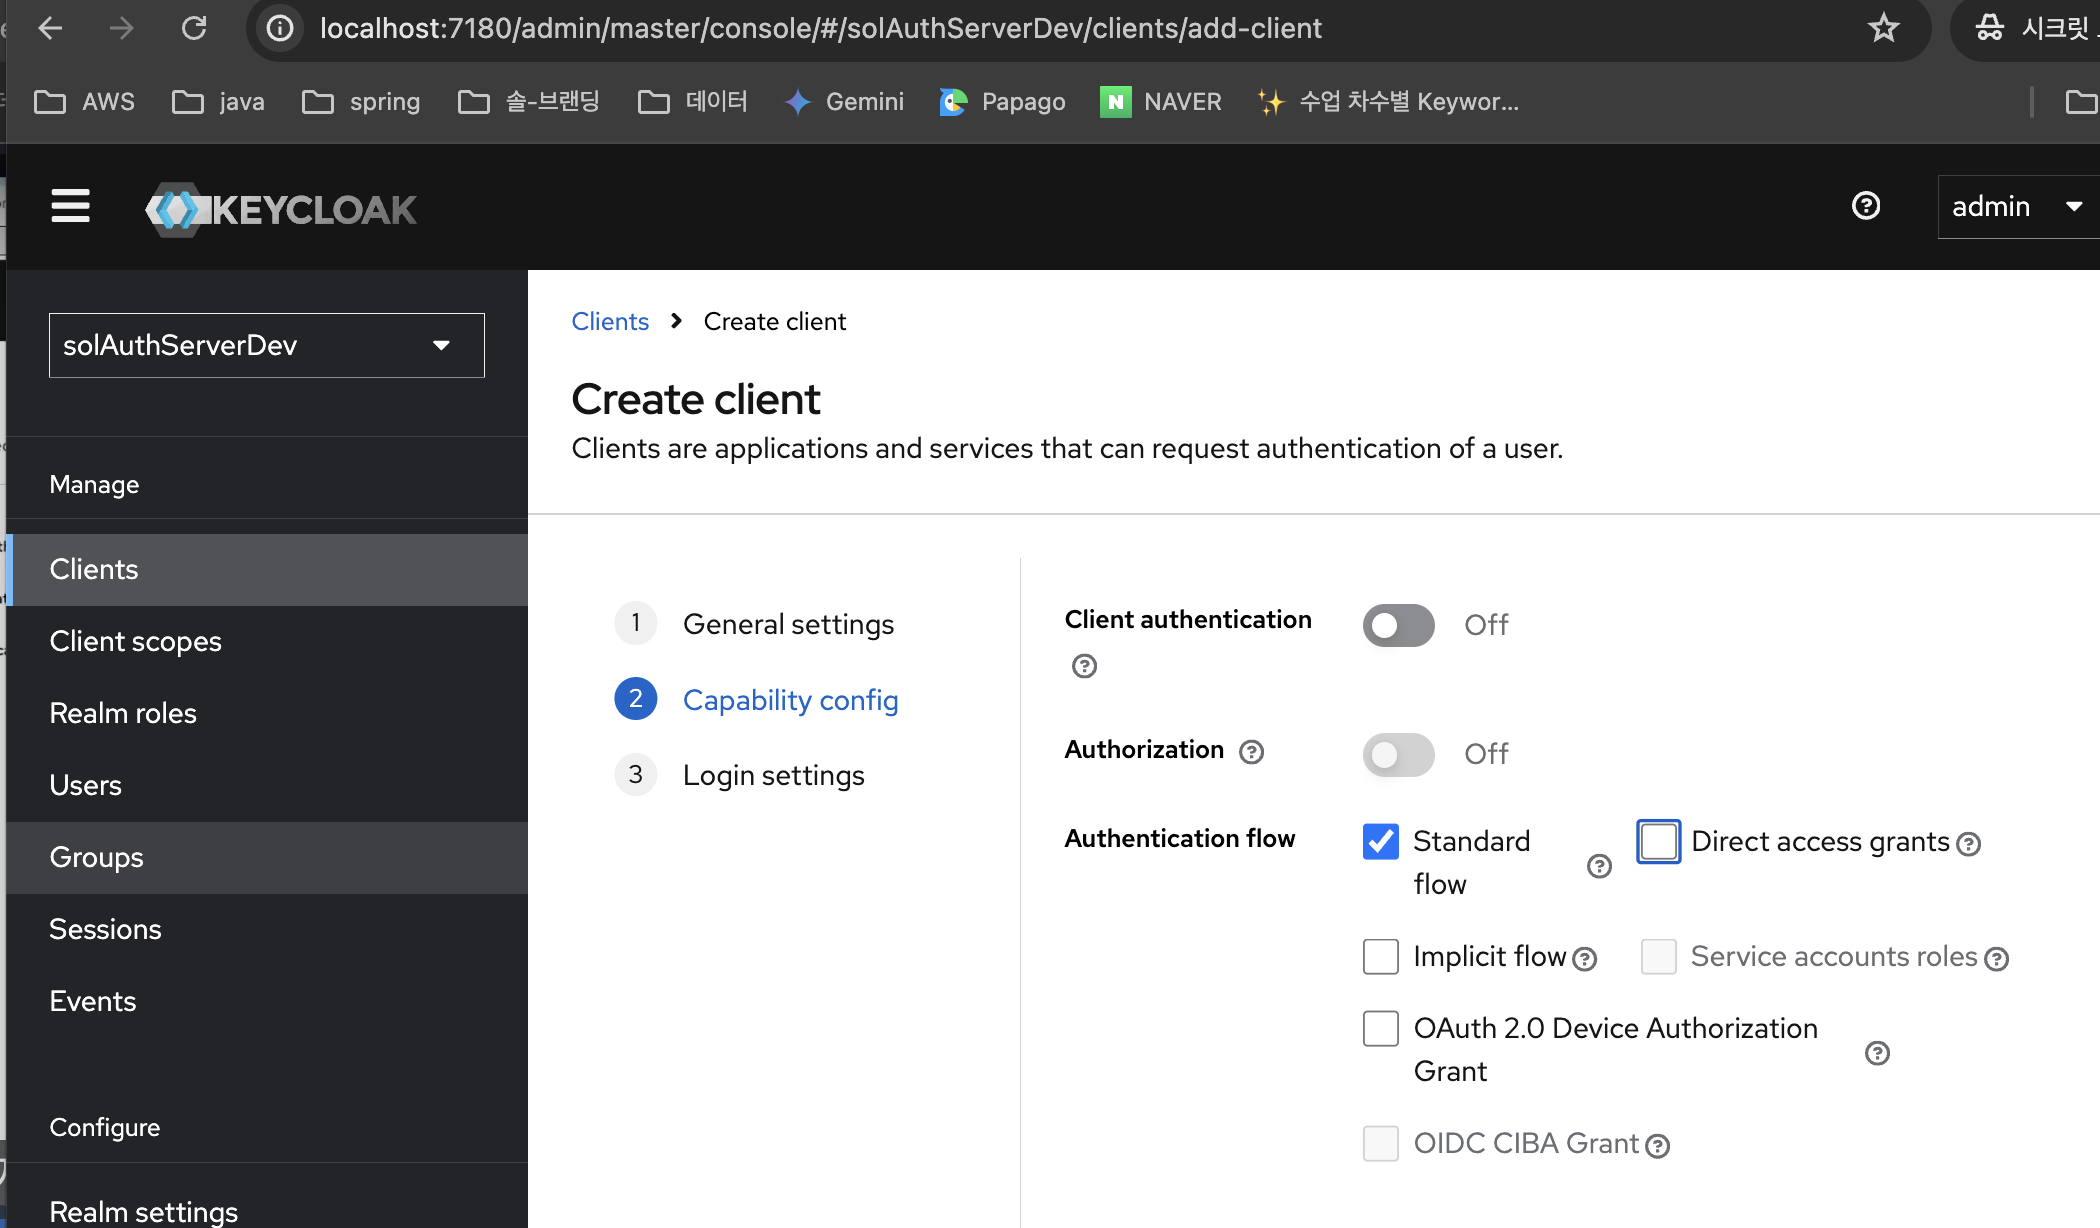 localhost:7180/admin/master/console/#/solAuthServerDev/clients/add-client
시크릿
AWS java spring 솔-브랜딩 데이터 Gemini Papago N NAVER 수업 차수별 Keywor...
KEYCLOAK
admin
solAuthServerDev
Manage
Clients
Client scopes
Realm roles
Users
Groups
Sessions
Events
Configure
Realm settings
Clients > Create client
Create client
Clients are applications and services that can request authentication of a user.
1 General settings
2 Capability config
3 Login settings
Client authentication
Off
Authorization
Off
Authentication flow
Standard flow
Direct access grants
Implicit flow
Service accounts roles
OAuth 2.0 Device Authorization
Grant
OIDC CIBA Grant